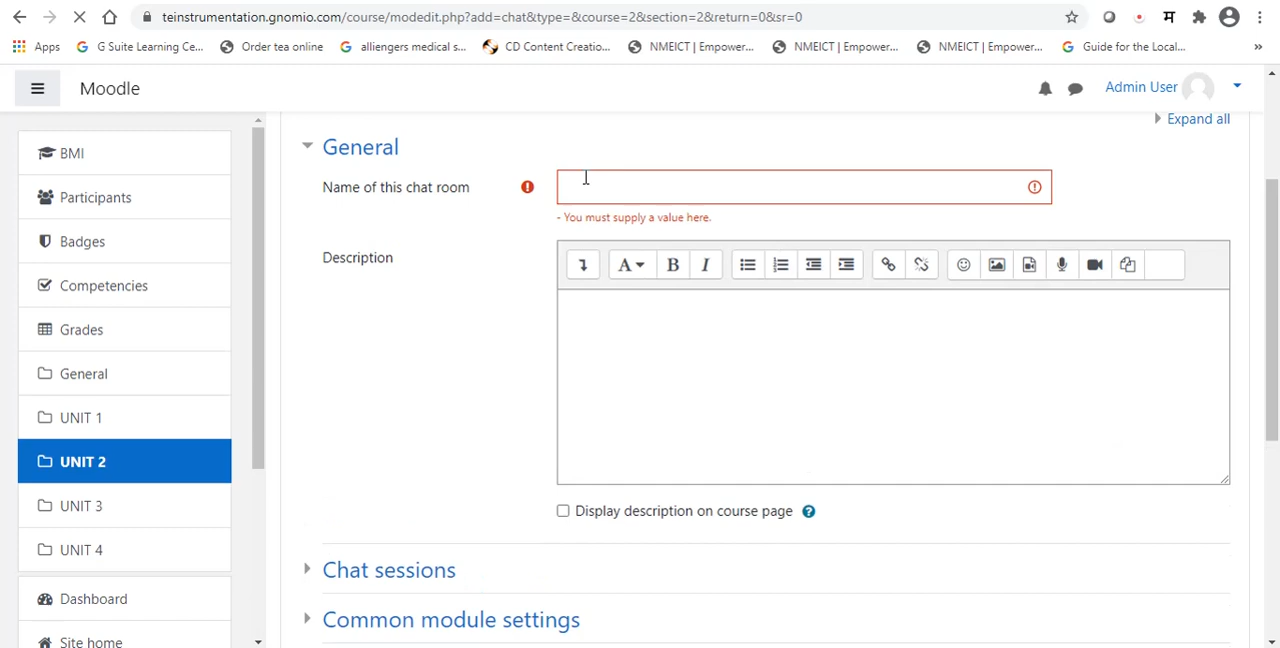 teinstrumentation.gnomio.com/course/modedit.php?add=chat&type=&course=2&section=2&return=0&sr=0
म
Apps G Suite Learning Ce... Order tea online alliengers medical s... CD Content Creatio... NMEICT | Empower... NMEICT | Empower... NMEICT | Empower... Guide for the Local... »
Moodle Admin User
Expand all
BMI
Participants
Badges
Competencies
Grades
General
UNIT 1
UNIT 2
UNIT 3
UNIT 4
Dashboard
Site home
General
Name of this chat room
- You must supply a value here.
Description
A B I
Display description on course page ?
Chat sessions
Common module settings